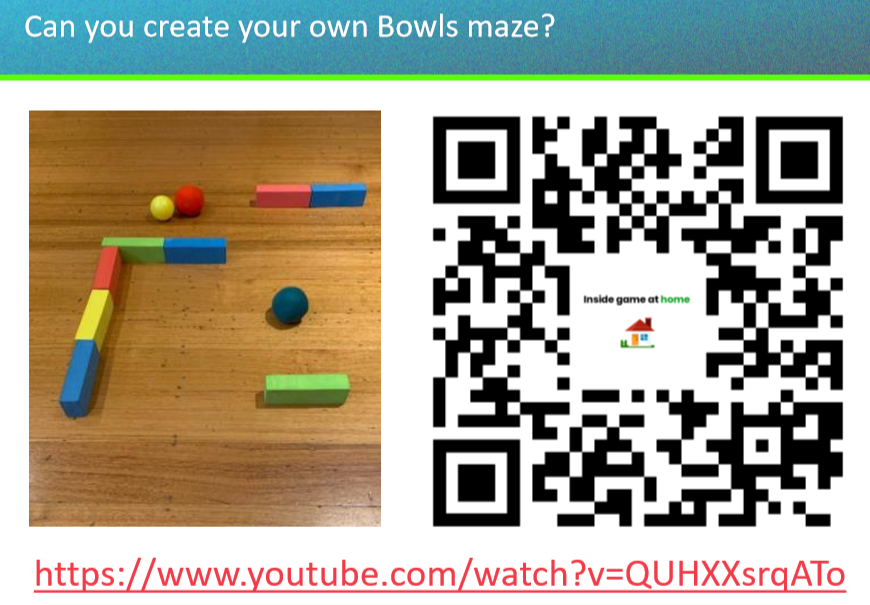 Can you create your own Bowls maze?
Inside game at home
https://www.youtube.com/watch?v=QUHXXsrqATo